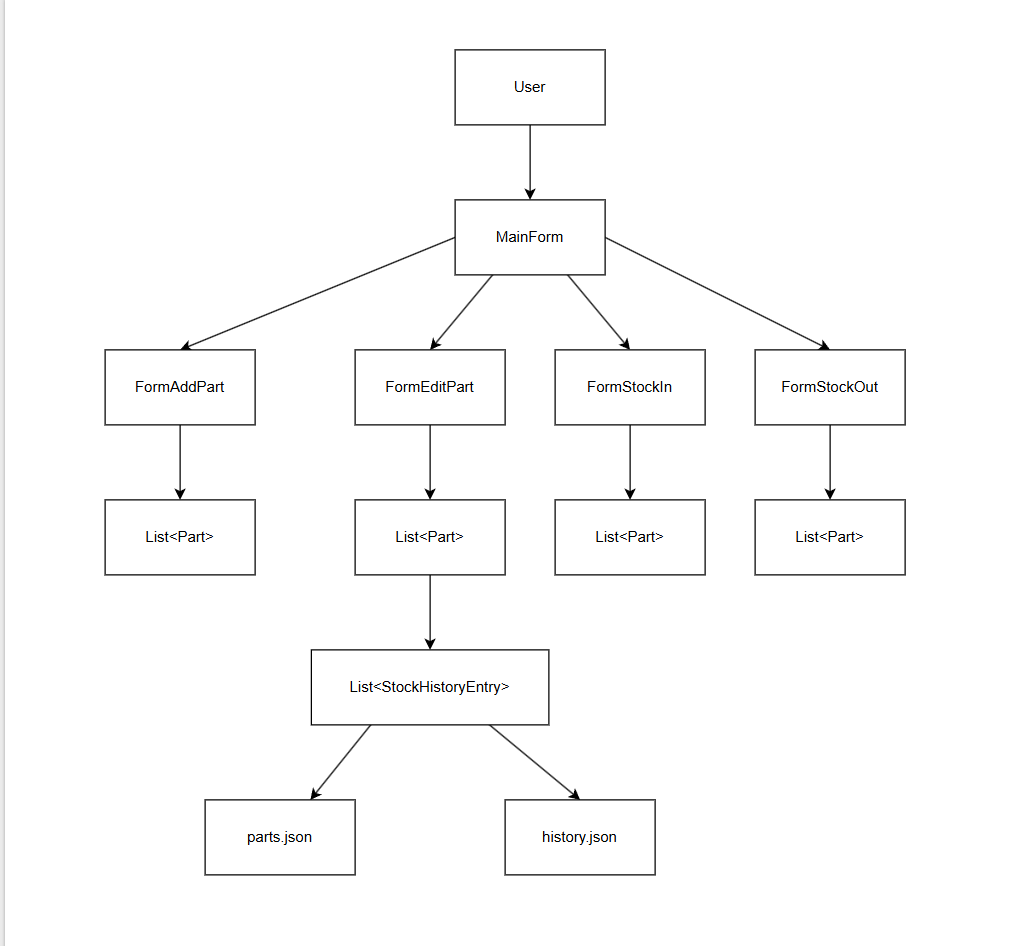 User
MainForm
FormAddPart
FormEditPart
FormStockIn
FormStockOut
List<Part>
List<Part>
List<Part>
List<Part>
List<StockHistoryEntry>
parts.json
history.json